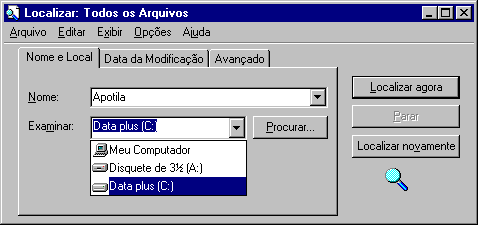 Localizar: Todos os Arquivos
Arquivo Editar Exibir Opções Ajuda
Nome e Local Data da Modificação Avançado
Nome: Apotila
Localizar agora
Parar
Examinar: Data plus (C:)
Procurar...
Localizar novamente
Meu Computador
Disquete de 3½ (A:)
Data plus (C:)